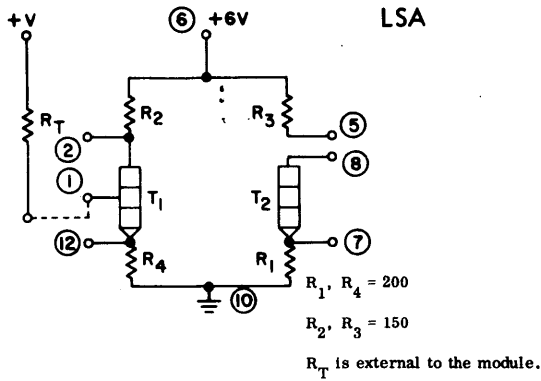 +V
⑥ +6V
LSA
R_T
R_2
R_3
②
⑤
⑧
①
T_1
T_2
⑫
⑦
R_4
R_1
⑩
R_1, R_4 = 200
R_2, R_3 = 150
R_T is external to the module.